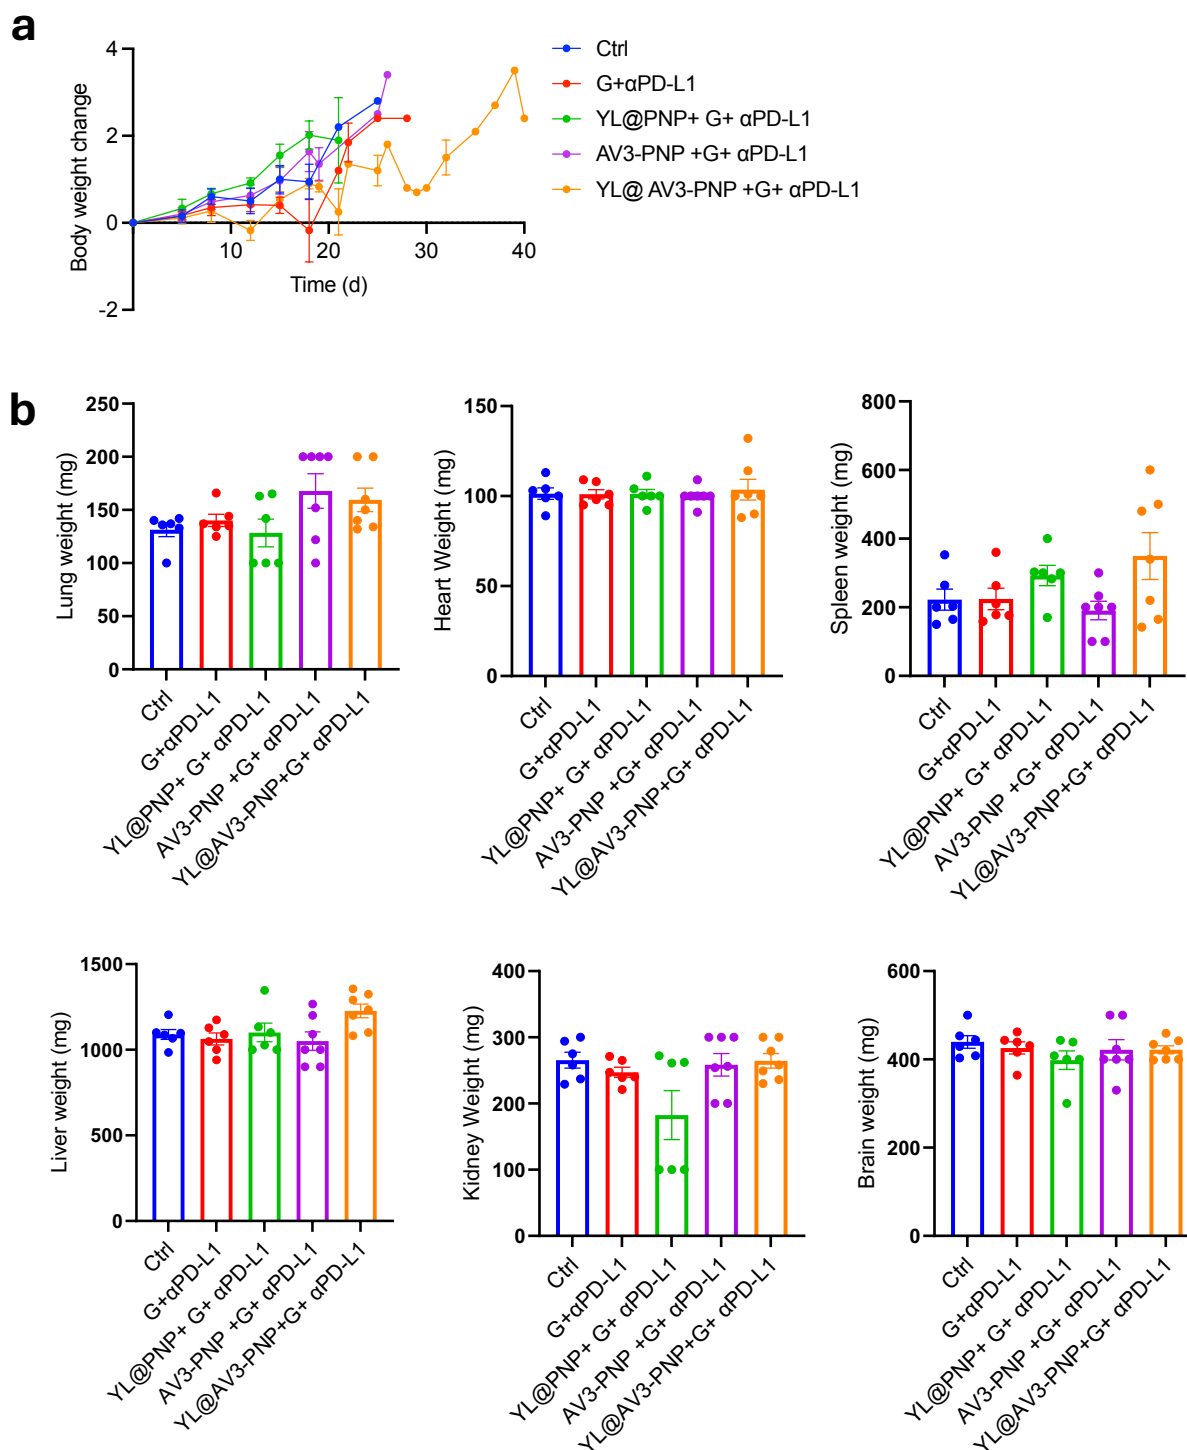 a
4
2
0
-2
Body weight change
10
20
30
40
Time (d)
Ctrl
G+αPD-L1
YL@PNP+ G+ αPD-L1
AV3-PNP +G+ αPD-L1
YL@ AV3-PNP +G+ αPD-L1
b
250
200
150
100
50
0
Lung weight (mg)
Ctrl
G+αPD-L1
YL@PNP+ G+ αPD-L1
AV3-PNP +G+ αPD-L1
YL@AV3-PNP+G+ αPD-L1
150
100
50
0
Heart Weight (mg)
Ctrl
G+αPD-L1
YL@PNP+ G+ αPD-L1
AV3-PNP +G+ αPD-L1
YL@AV3-PNP+G+ αPD-L1
800
600
400
200
0
Spleen weight (mg)
Ctrl
G+αPD-L1
YL@PNP+ G+ αPD-L1
AV3-PNP +G+ αPD-L1
YL@AV3-PNP+G+ αPD-L1
1500
1000
500
0
Liver weight (mg)
Ctrl
G+αPD-L1
YL@PNP+ G+ αPD-L1
AV3-PNP +G+ αPD-L1
YL@AV3-PNP+G+ αPD-L1
400
300
200
100
0
Kidney Weight (mg)
Ctrl
G+αPD-L1
YL@PNP+ G+ αPD-L1
AV3-PNP +G+ αPD-L1
YL@AV3-PNP+G+ αPD-L1
600
400
200
0
Brain weight (mg)
Ctrl
G+αPD-L1
YL@PNP+ G+ αPD-L1
AV3-PNP +G+ αPD-L1
YL@AV3-PNP+G+ αPD-L1